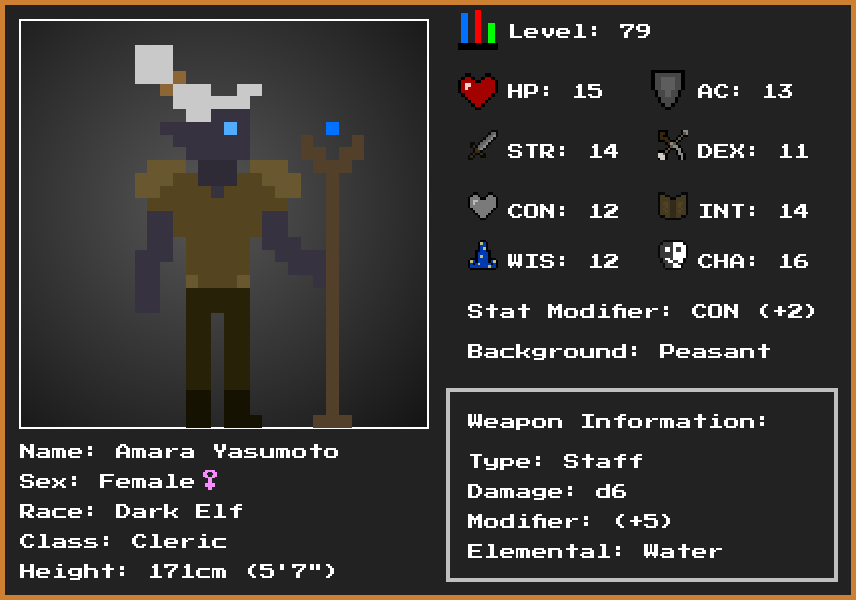 Level: 79
HP: 15 AC: 13
STR: 14 DEX: 11
CON: 12 INT: 14
WIS: 12 CHA: 16
Stat Modifier: CON (+2)
Background: Peasant
Weapon Information:
Type: Staff
Damage: d6
Modifier: (+5)
Elemental: Water
Name: Amara Yasumoto
Sex: Female♀
Race: Dark Elf
Class: Cleric
Height: 171cm (5'7")